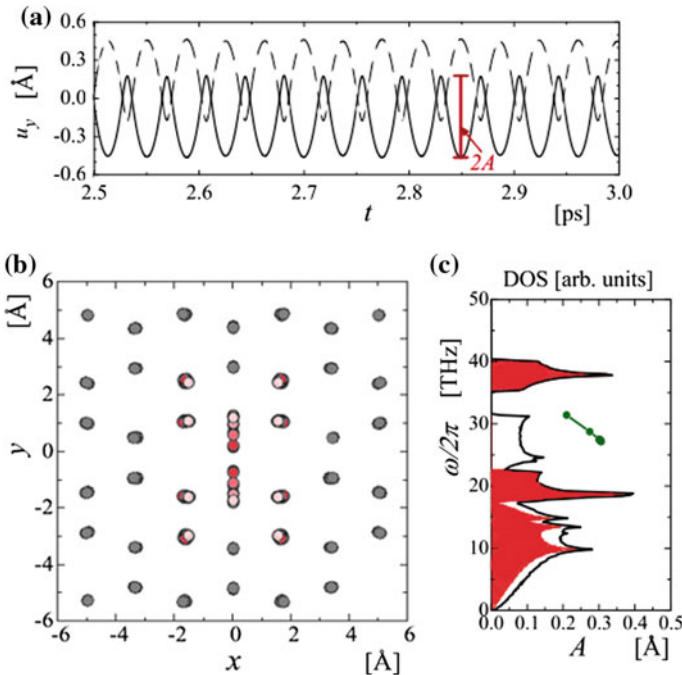 (a)
0.6
0.3
0.0
-0.3
-0.6
u_y [Å]
2A
2.5 2.6 2.7 2.8 2.9 3.0
t [ps]
(b)
6
4
2
0
-2
-4
-6
[Å]
y
-6 -4 -2 0 2 4 6
x [Å]
(c)
DOS [arb. units]
50
40
30
20
10
0
ω/2π [THz]
0.0 0.1 0.2 0.3 0.4 0.5
A [Å]